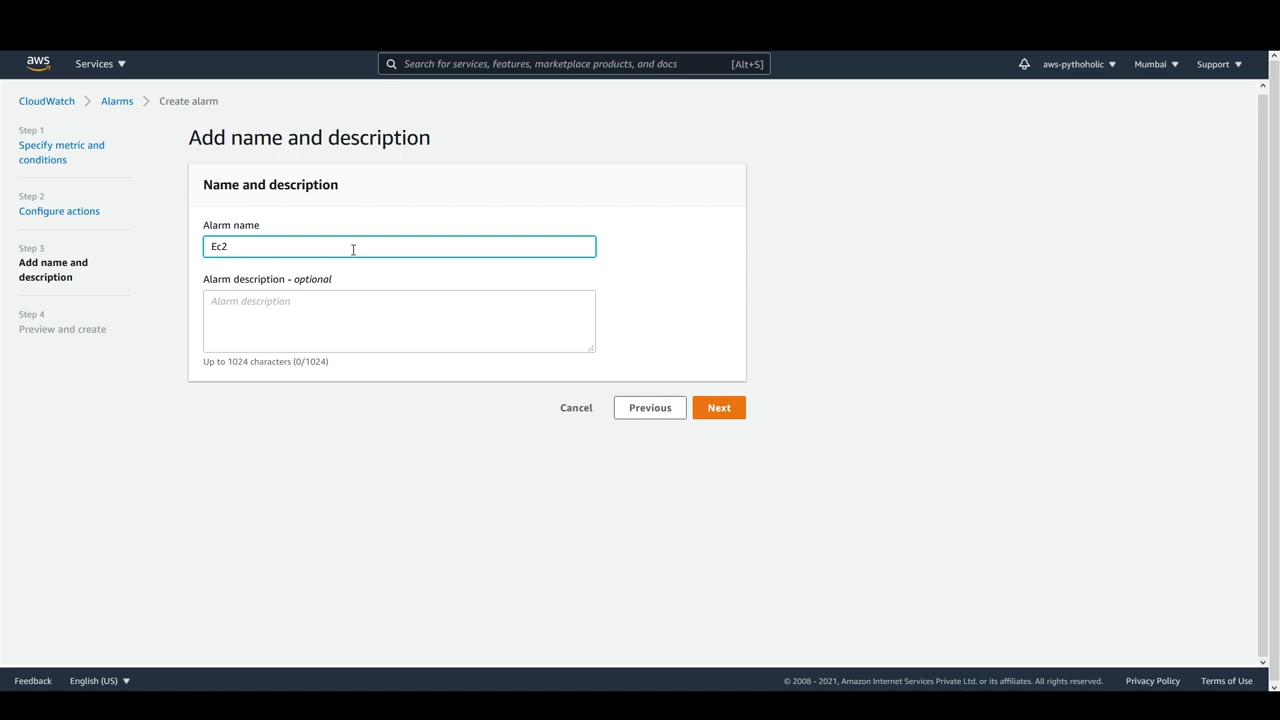 aws
Services
Search for services, features, marketplace products, and docs
[Alt+S]
aws-pythoholic
Mumbai
Support
CloudWatch
Alarms
Create alarm
Step 1
Specify metric and
conditions
Step 2
Configure actions
Step 3
Add name and
description
Step 4
Preview and create
Add name and description
Name and description
Alarm name
Ec2
Alarm description - optional
Alarm description
Up to 1024 characters (0/1024)
Cancel
Previous
Next
Feedback
English (US)
© 2008 - 2021, Amazon Internet Services Private Ltd. or its affiliates. All rights reserved.
Privacy Policy
Terms of Use